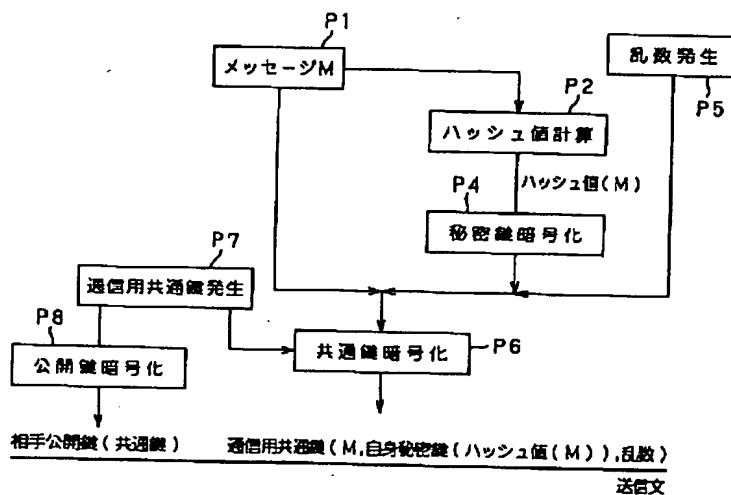 P1
メッセージM
乱数発生
P5
P2
ハッシュ値計算
ハッシュ値(M)
P4
秘密鍵暗号化
P7
通信用共通鍵発生
P8
公開鍵暗号化
共通鍵暗号化
P6
相手公開鍵(共通鍵) 通信用共通鍵(M,自身秘密鍵(ハッシュ値(M)),乱数)
送信文